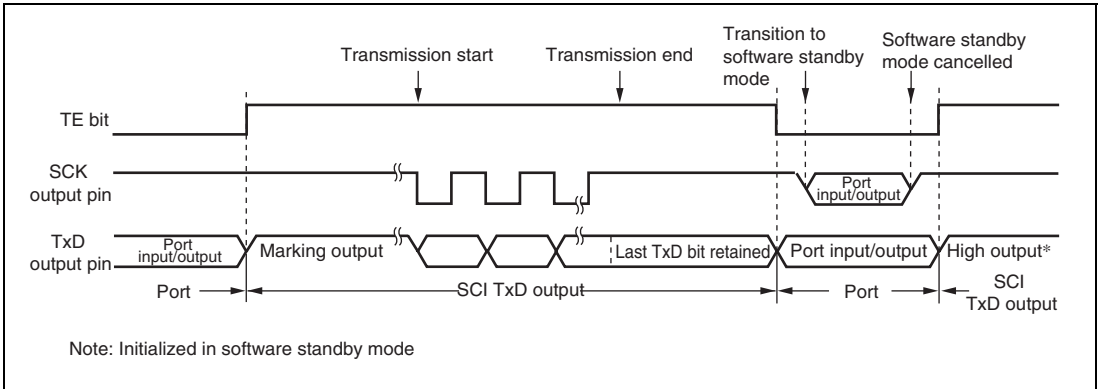 Transmission start
Transmission end
Transition to
software standby
mode
Software standby
mode cancelled
TE bit
SCK
output pin
Port
input/output
TxD
output pin
Port
input/output
Marking output
Last TxD bit retained
Port input/output
High output*
Port
SCI TxD output
Port
SCI
TxD output
Note: Initialized in software standby mode